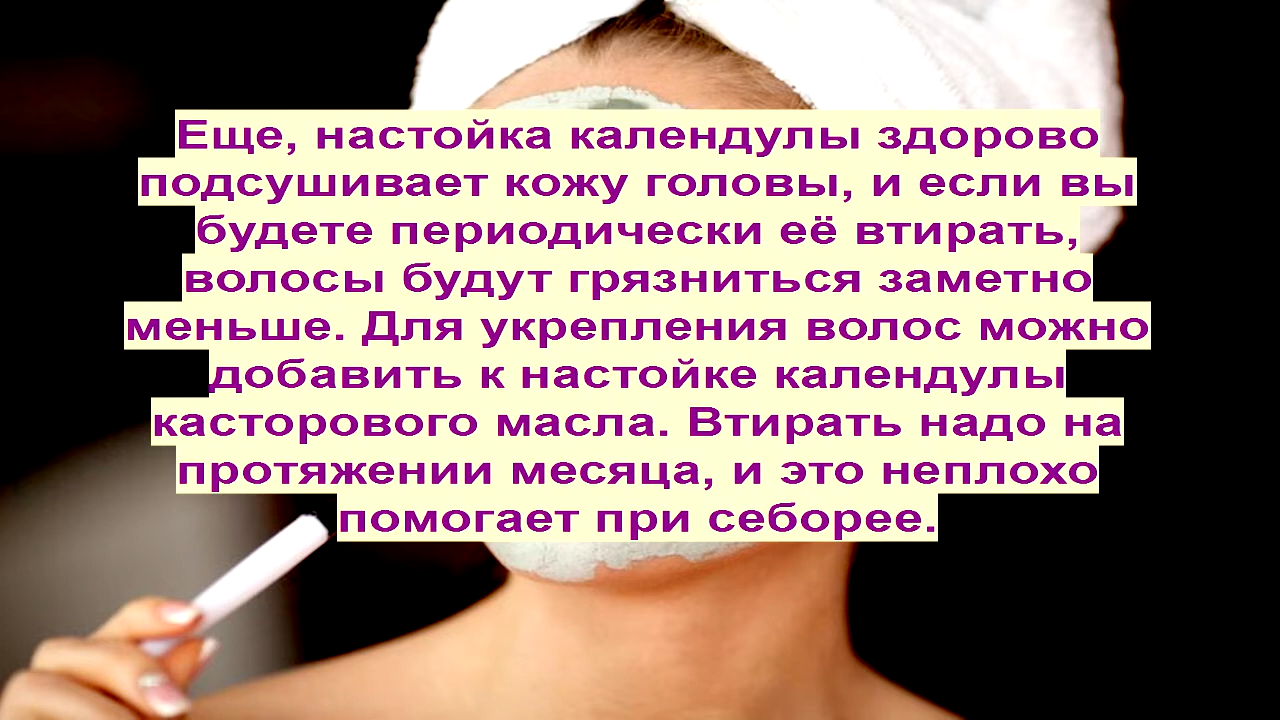 Еще, настойка календулы здорово
подсушивает кожу головы, и если вы
будете периодически её втирать,
волосы будут грязниться заметно
меньше. Для укрепления волос можно
добавить к настойке календулы
касторового масла. Втирать надо на
протяжении месяца, и это неплохо
помогает при себорее.